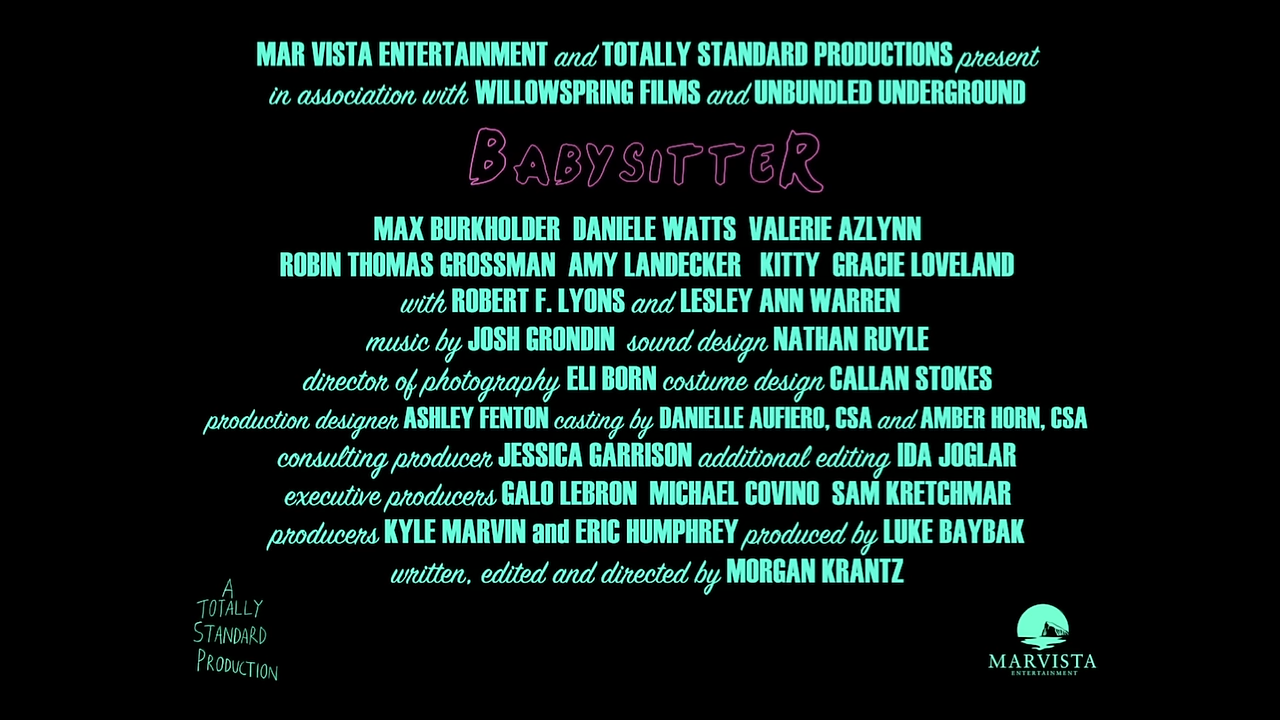 MAR VISTA ENTERTAINMENT and TOTALLY STANDARD PRODUCTIONS present
in association with WILLOWSPRING FILMS and UNBUNDLED UNDERGROUND
BABYSITTER
MAX BURKHOLDER DANIELE WATTS VALERIE AZLYNN
ROBIN THOMAS GROSSMAN AMY LANDECKER KITTY GRACIE LOVELAND
with ROBERT F. LYONS and LESLEY ANN WARREN
music by JOSH GRONDIN sound design NATHAN RUYLE
director of photography ELI BORN costume design CALLAN STOKES
production designer ASHLEY FENTON casting by DANIELLE AUFIERO, CSA and AMBER HORN, CSA
consulting producer JESSICA GARRISON additional editing IDA JOGLAR
executive producers GALO LEBRON MICHAEL COVINO SAM KRETCHMAR
producers KYLE MARVIN and ERIC HUMPHREY produced by LUKE BAYBAK
written, edited and directed by MORGAN KRANTZ
A
TOTALLY
STANDARD
PRODUCTION
MARVISTA
ENTERTAINMENT